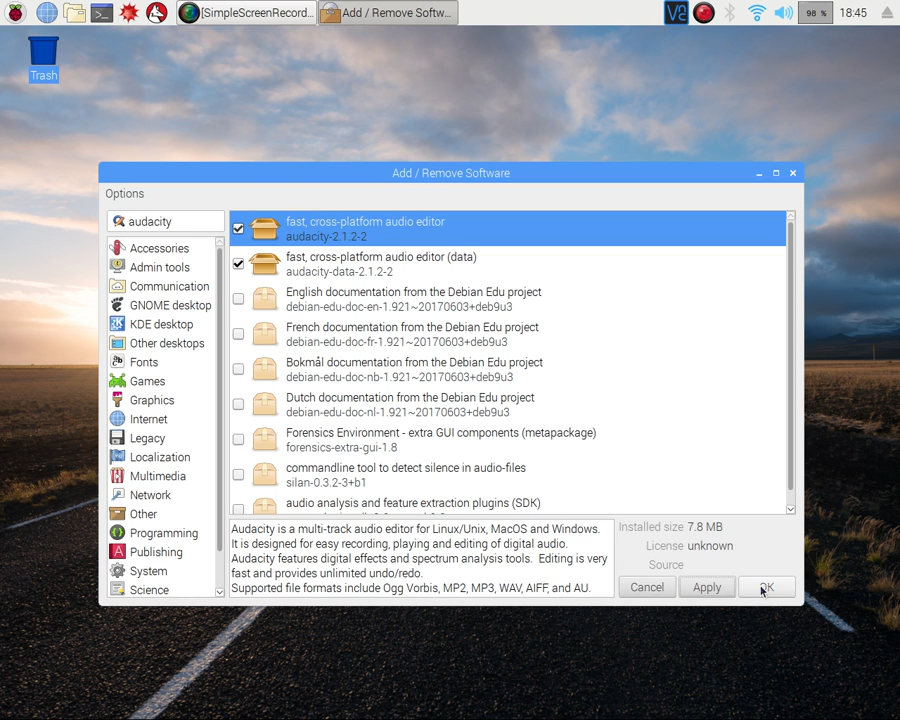 [SimpleScreenRecord...
Add / Remove Softw...
V2
98 %
18:45
Trash
Add / Remove Software
Options
audacity
Accessories
Admin tools
Communication
GNOME desktop
KDE desktop
Other desktops
Fonts
Games
Graphics
Internet
Legacy
Localization
Multimedia
Network
Other
Programming
Publishing
System
Science
fast, cross-platform audio editor
audacity-2.1.2-2
fast, cross-platform audio editor (data)
audacity-data-2.1.2-2
English documentation from the Debian Edu project
debian-edu-doc-en-1.921~20170603+deb9u3
French documentation from the Debian Edu project
debian-edu-doc-fr-1.921~20170603+deb9u3
Bokmål documentation from the Debian Edu project
debian-edu-doc-nb-1.921~20170603+deb9u3
Dutch documentation from the Debian Edu project
debian-edu-doc-nl-1.921~20170603+deb9u3
Forensics Environment - extra GUI components (metapackage)
forensics-extra-gui-1.8
commandline tool to detect silence in audio-files
silan-0.3.2-3+b1
audio analysis and feature extraction plugins (SDK)
Audacity is a multi-track audio editor for Linux/Unix, MacOS and Windows.
It is designed for easy recording, playing and editing of digital audio.
Audacity features digital effects and spectrum analysis tools.  Editing is very
fast and provides unlimited undo/redo.
Supported file formats include Ogg Vorbis, MP2, MP3, WAV, AIFF, and AU.
Installed size 7.8 MB
License unknown
Source
Cancel
Apply
OK